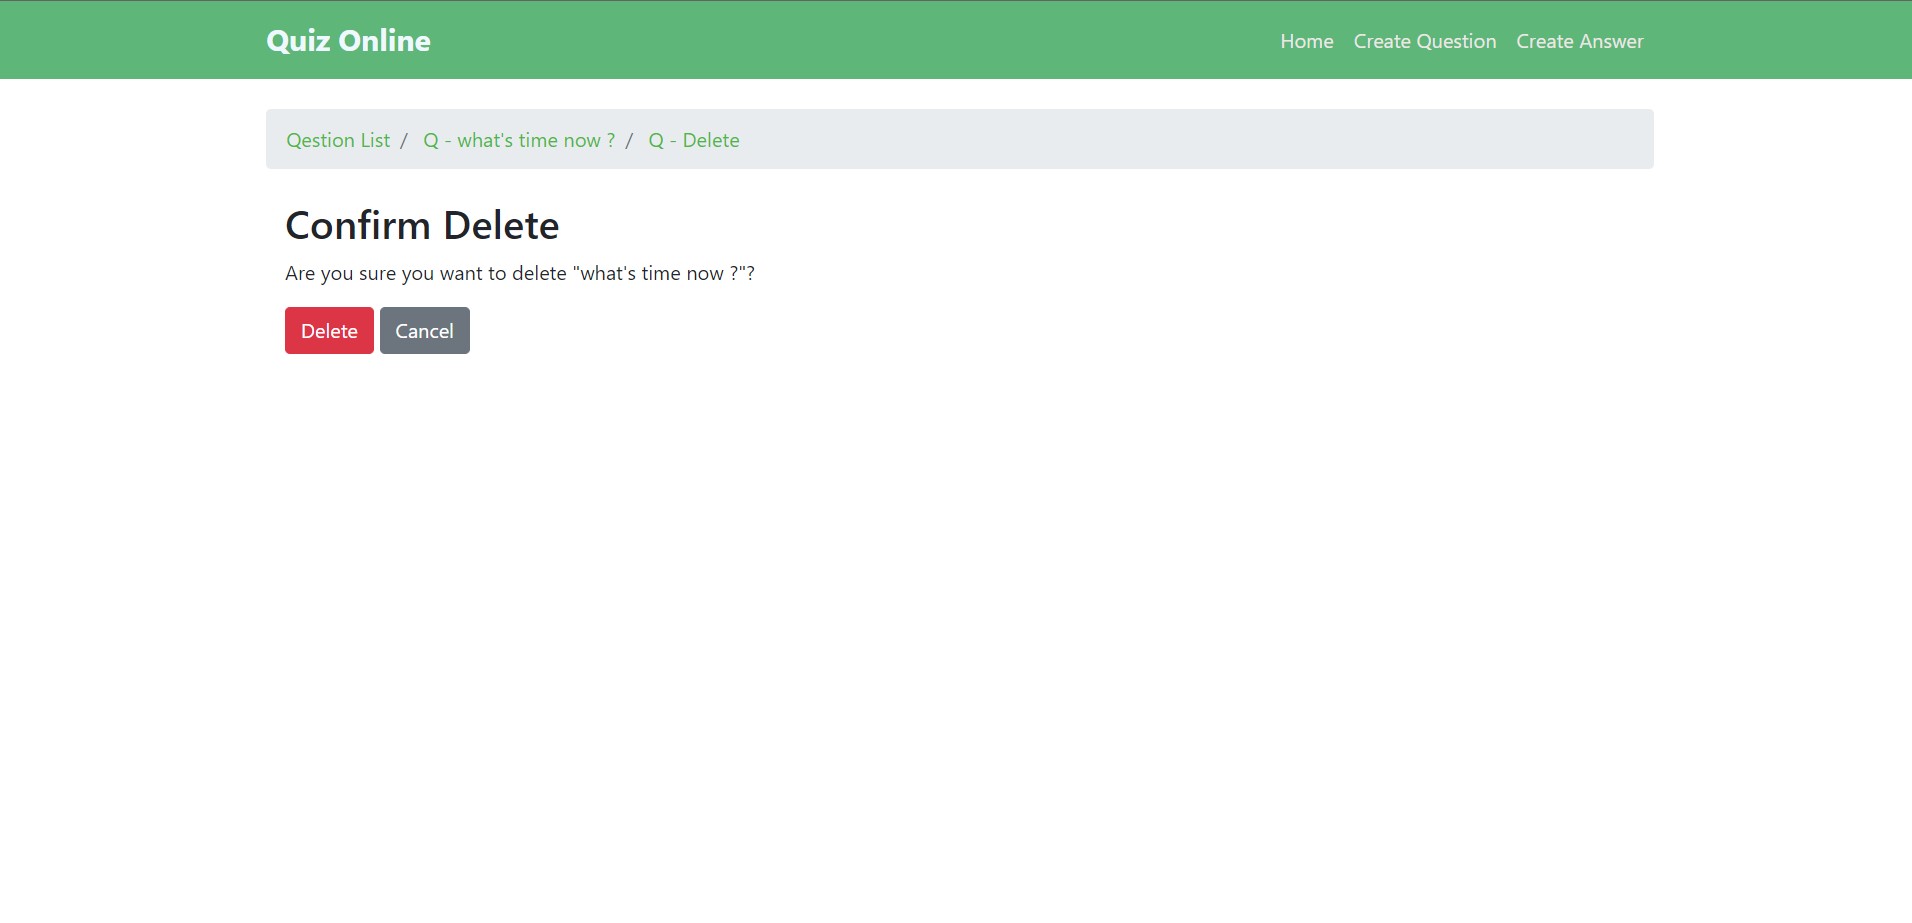 Quiz Online Home Create Question Create Answer
Qestion List / Q - what's time now ? / Q - Delete
Confirm Delete
Are you sure you want to delete "what's time now ?"?
Delete Cancel